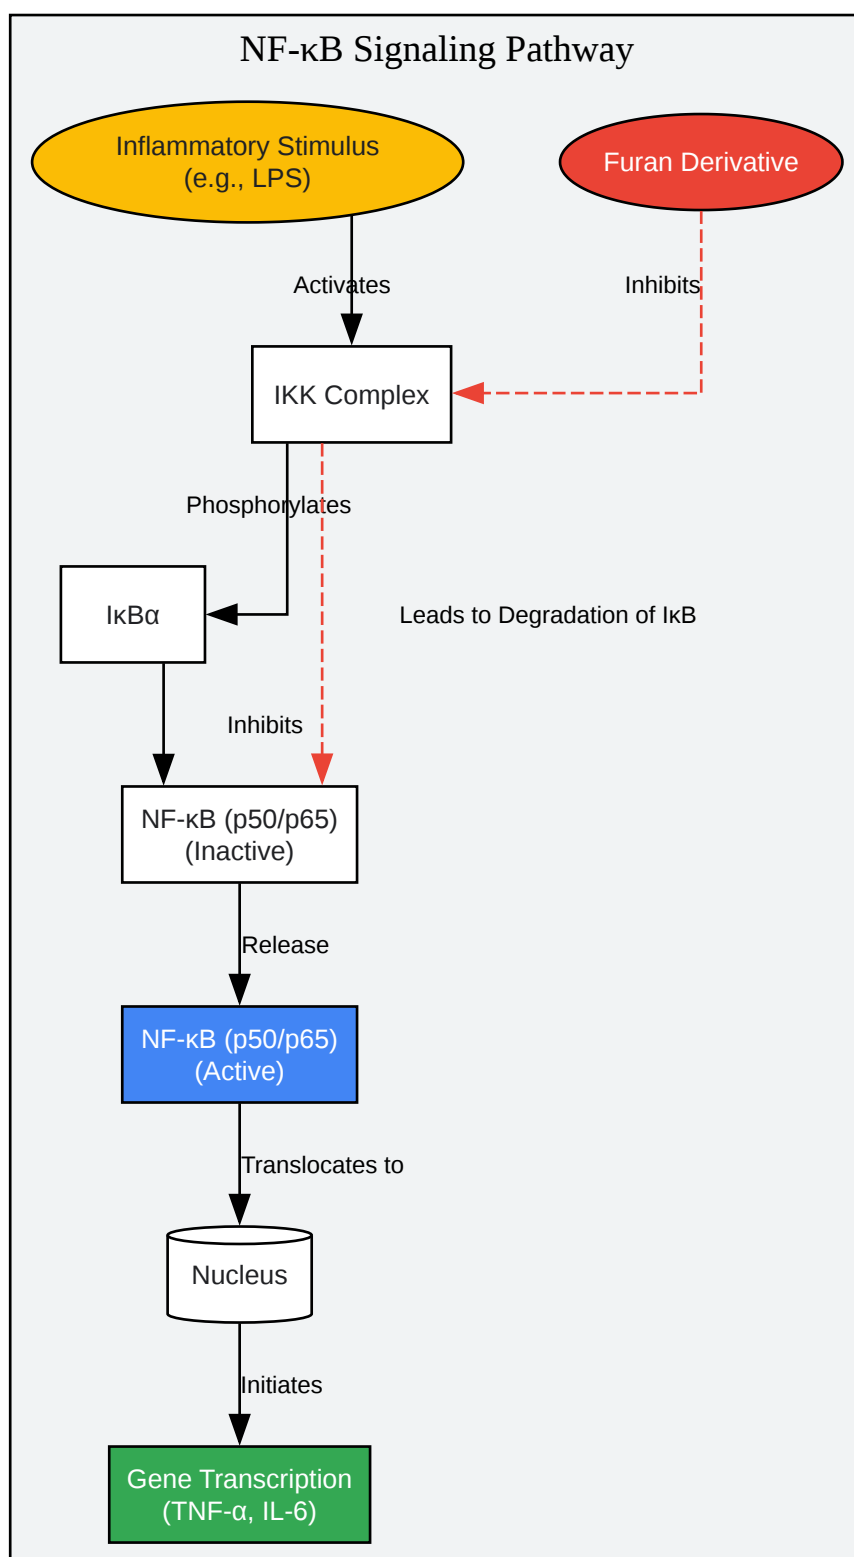 NF-κB Signaling Pathway
Inflammatory Stimulus
(e.g., LPS)
Furan Derivative
Activates
Inhibits
IKK Complex
Phosphorylates
IκBα
Leads to Degradation of IκB
Inhibits
NF-κB (p50/p65)
(Inactive)
Release
NF-κB (p50/p65)
(Active)
Translocates to
Nucleus
Initiates
Gene Transcription
(TNF-α, IL-6)